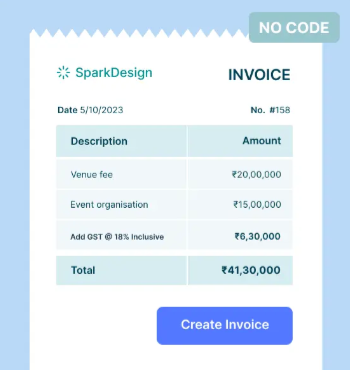 NO CODE
SparkDesign INVOICE
Date 5/10/2023 No. #158
Description Amount
Venue fee ₹20,00,000
Event organisation ₹15,00,000
Add GST @ 18% Inclusive ₹6,30,000
Total ₹41,30,000
Create Invoice